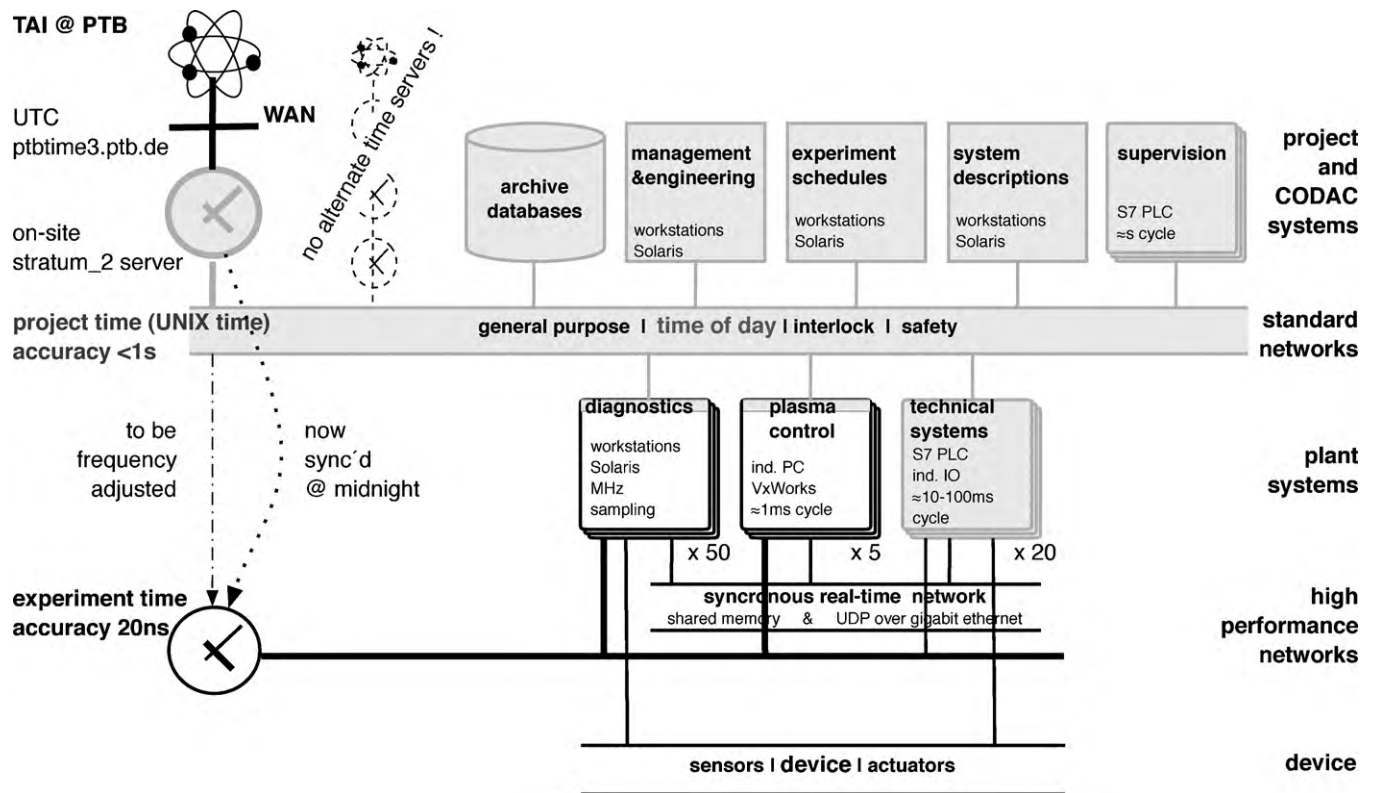 TAI @ PTB
WAN
UTC
ptbtime3.ptb.de
on-site
stratum_2 server
no alternate time servers !
archive
databases
management
&engineering
workstations
Solaris
experiment
schedules
workstations
Solaris
system
descriptions
workstations
Solaris
supervision
S7 PLC
≈s cycle
project
and
CODAC
systems
project time (UNIX time)
accuracy <1s
general purpose I time of day I interlock I safety
standard
networks
to be
frequency
adjusted
now
sync´d
@ midnight
diagnostics
workstations
Solaris
MHz
sampling
x 50
plasma
control
ind. PC
VxWorks
≈1ms cycle
x 5
technical
systems
S7 PLC
ind. IO
≈10-100ms
cycle
x 20
plant
systems
experiment time
accuracy 20ns
syncronous real-time network
shared memory & UDP over gigabit ethernet
high
performance
networks
sensors I device I actuators
device